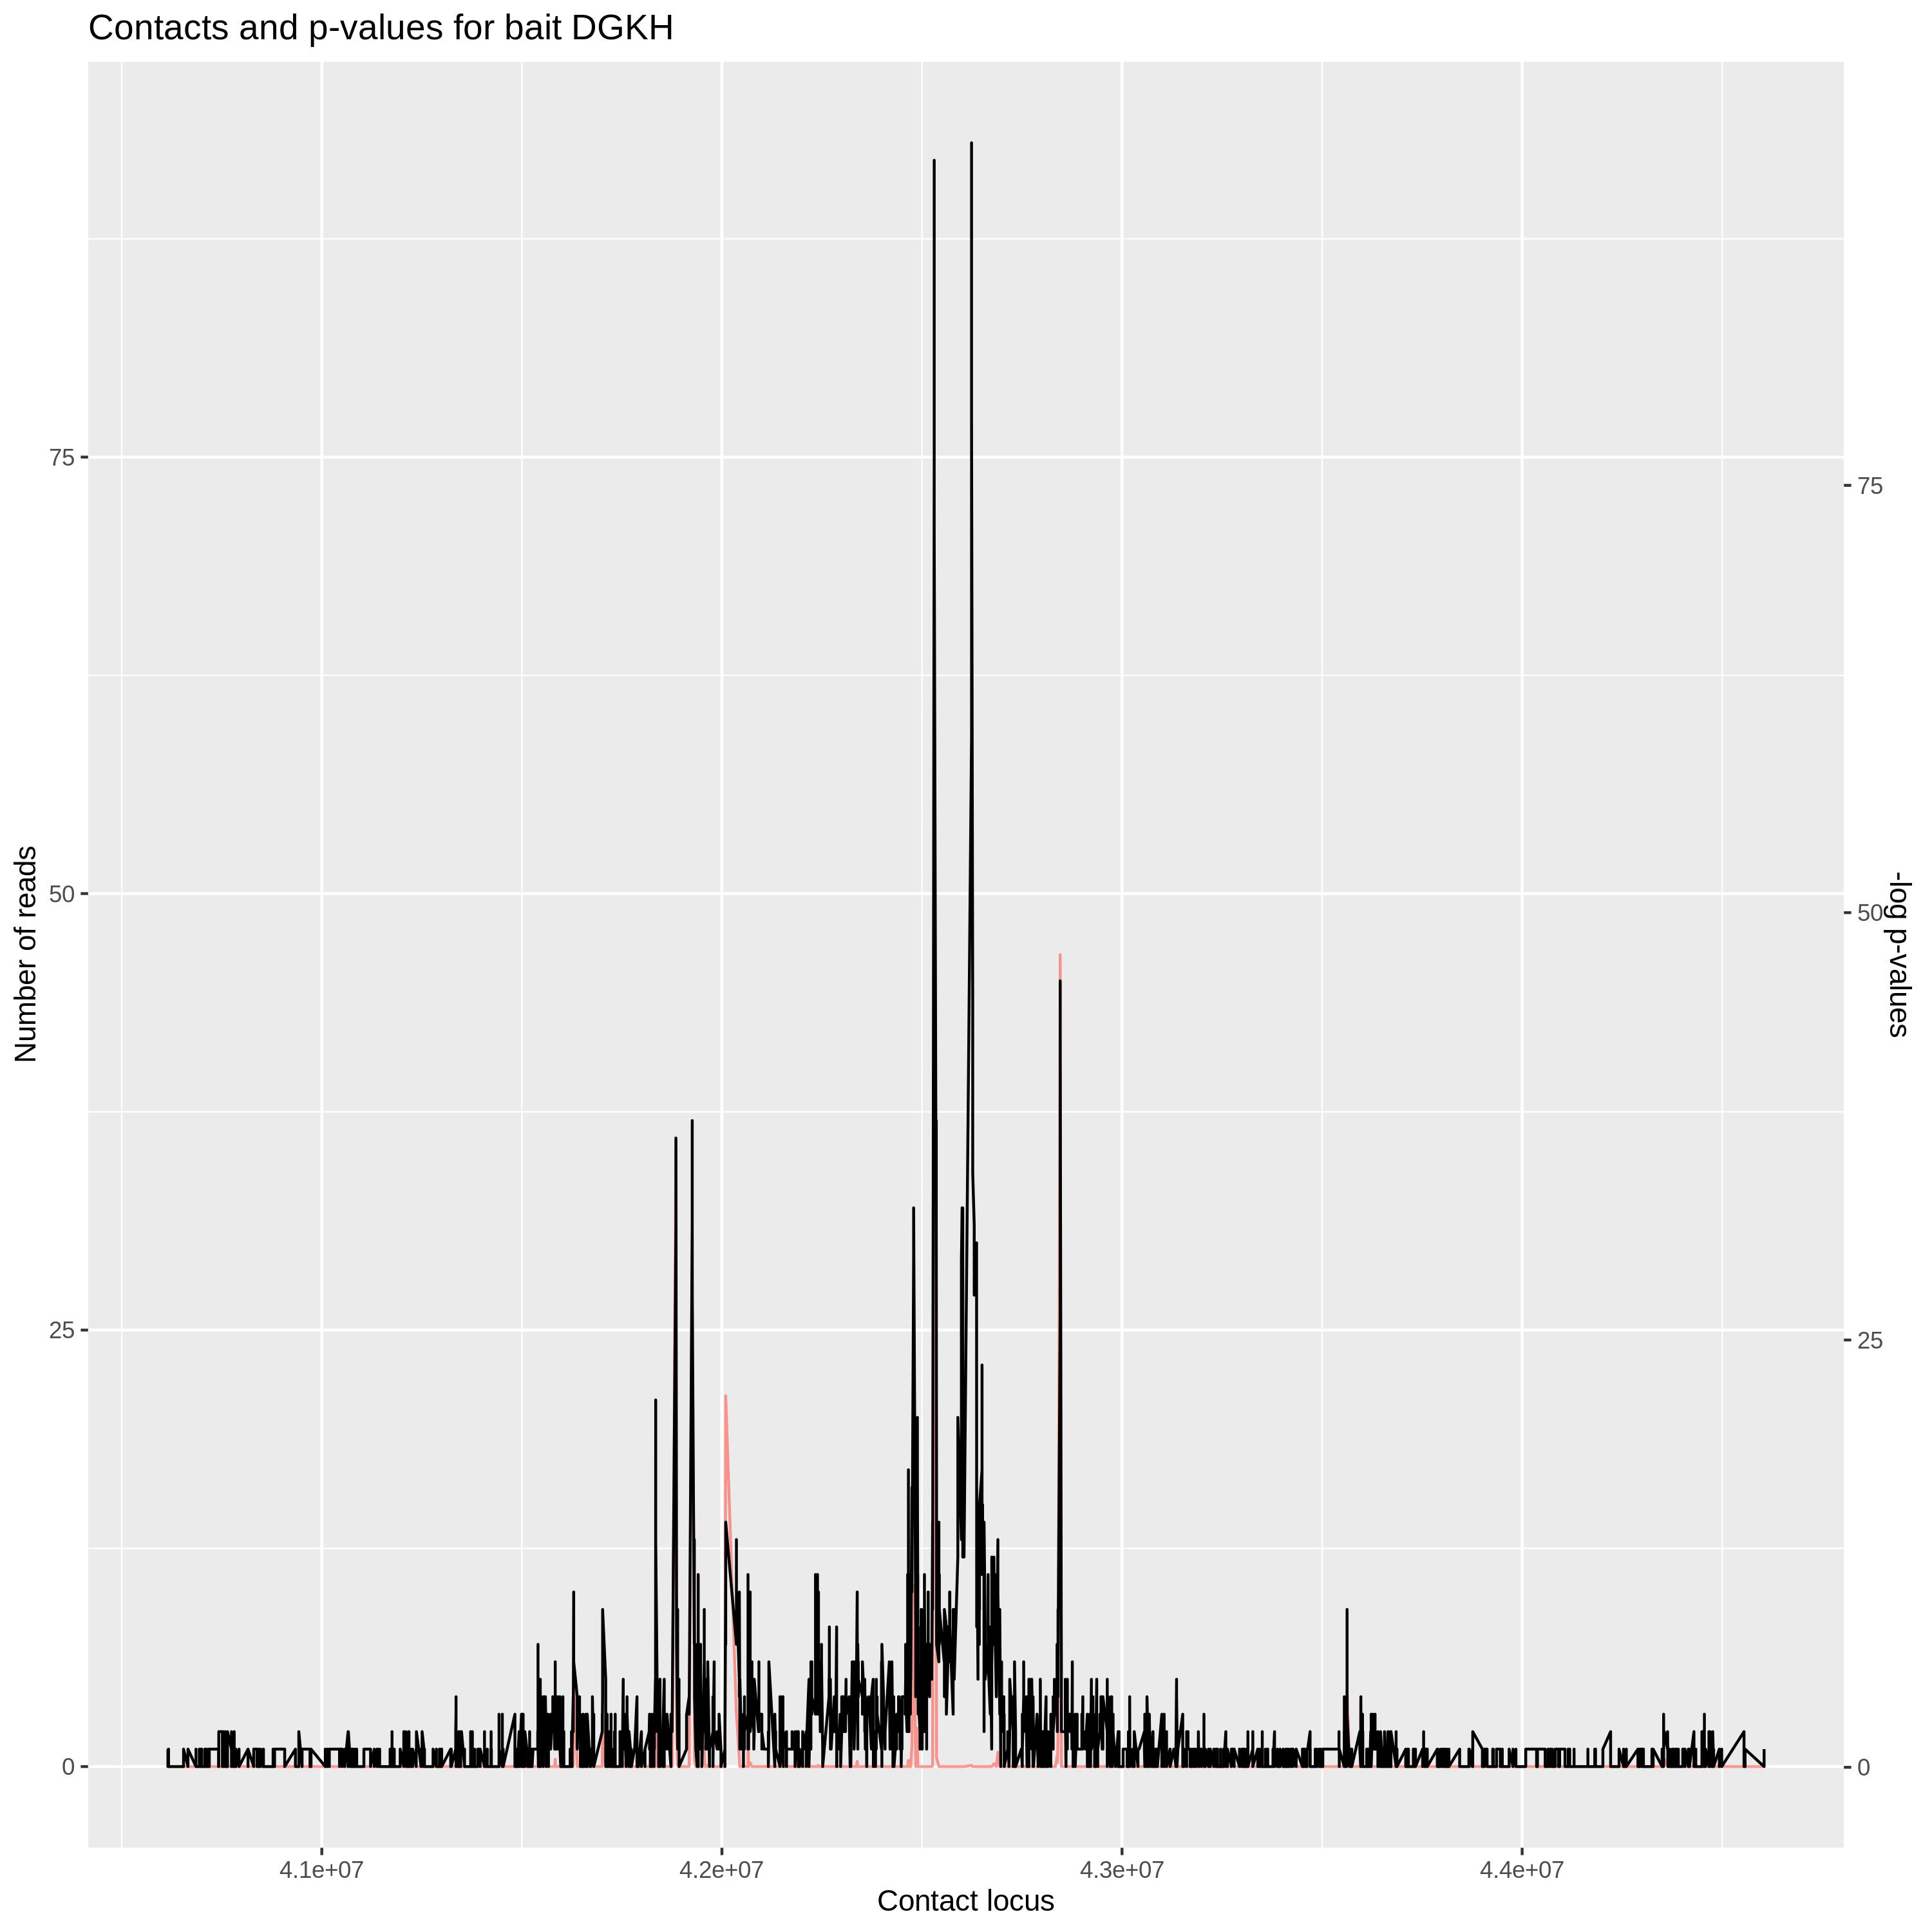 Contacts and p-values for bait DGKH
Number of reads
75
50
25
0
75
50
25
0
-log p-values
4.1e+07 4.2e+07 4.3e+07 4.4e+07
Contact locus